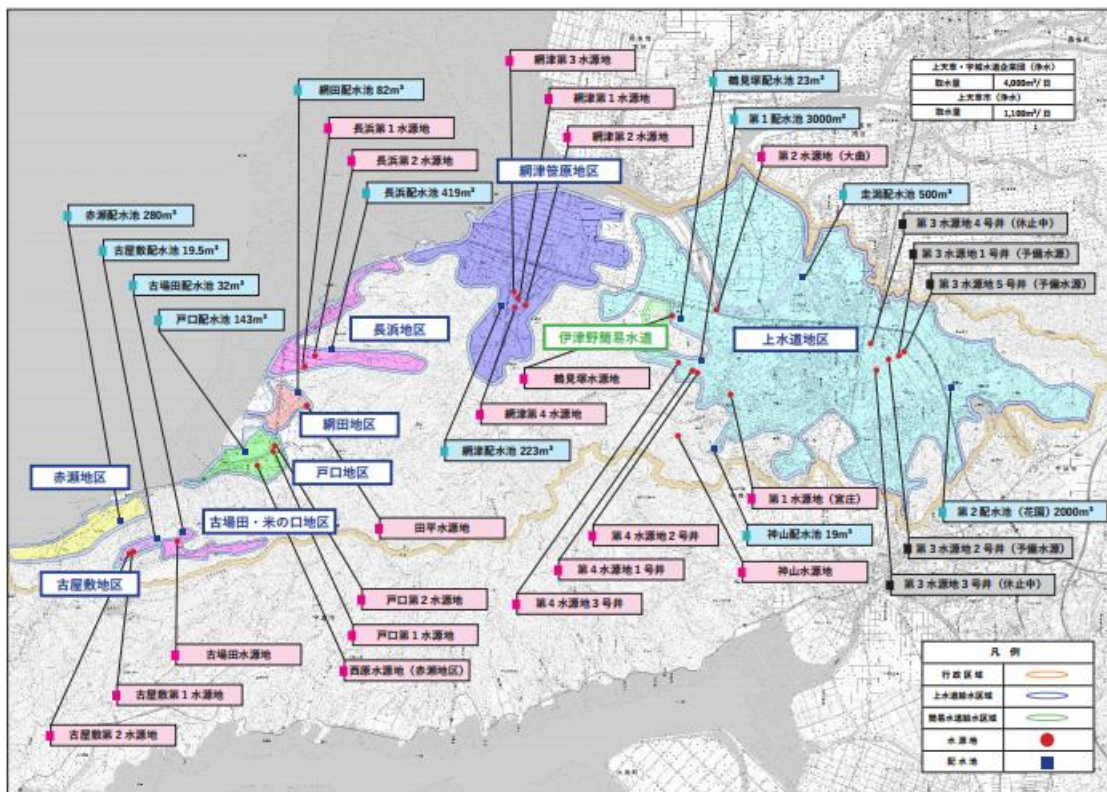 上天草・宇城水道企業団（浄水）
取水量 4,000m³/日
上天草市（浄水）
取水量 1,100m³/日
網津第３水源地
鶴見塚配水池 23m³
網田配水池 82m³
網津第１水源地
第１配水池 3000m³
長浜第１水源地
網津第２水源地
第２水源地（大曲）
長浜第２水源地
網津笹原地区
長浜配水池 419m³
走潟配水池 500m³
赤瀬配水池 280m³
第３水源地４号井（休止中）
古屋敷配水池 19.5m³
第３水源地１号井（予備水源）
古場田配水池 32m³
第３水源地５号井（予備水源）
戸口配水池 143m³
長浜地区
伊津野簡易水道
上水道地区
鶴見塚水源地
網津第４水源地
網田地区
戸口地区
網津配水池 223m³
赤瀬地区
第１水源地（宮庄）
第２配水池（花園）2000m³
古場田・米の口地区
田平水源地
第４水源地２号井
神山配水池 19m³
第３水源地２号井（予備水源）
古屋敷地区
第４水源地１号井
神山水源地
第３水源地３号井（休止中）
戸口第２水源地
第４水源地３号井
戸口第１水源地
古場田水源地
西原水源地（赤瀬地区）
古屋敷第１水源地
古屋敷第２水源地
凡例
行政区域
上水道給水区域
簡易水道給水区域
水源地
配水池